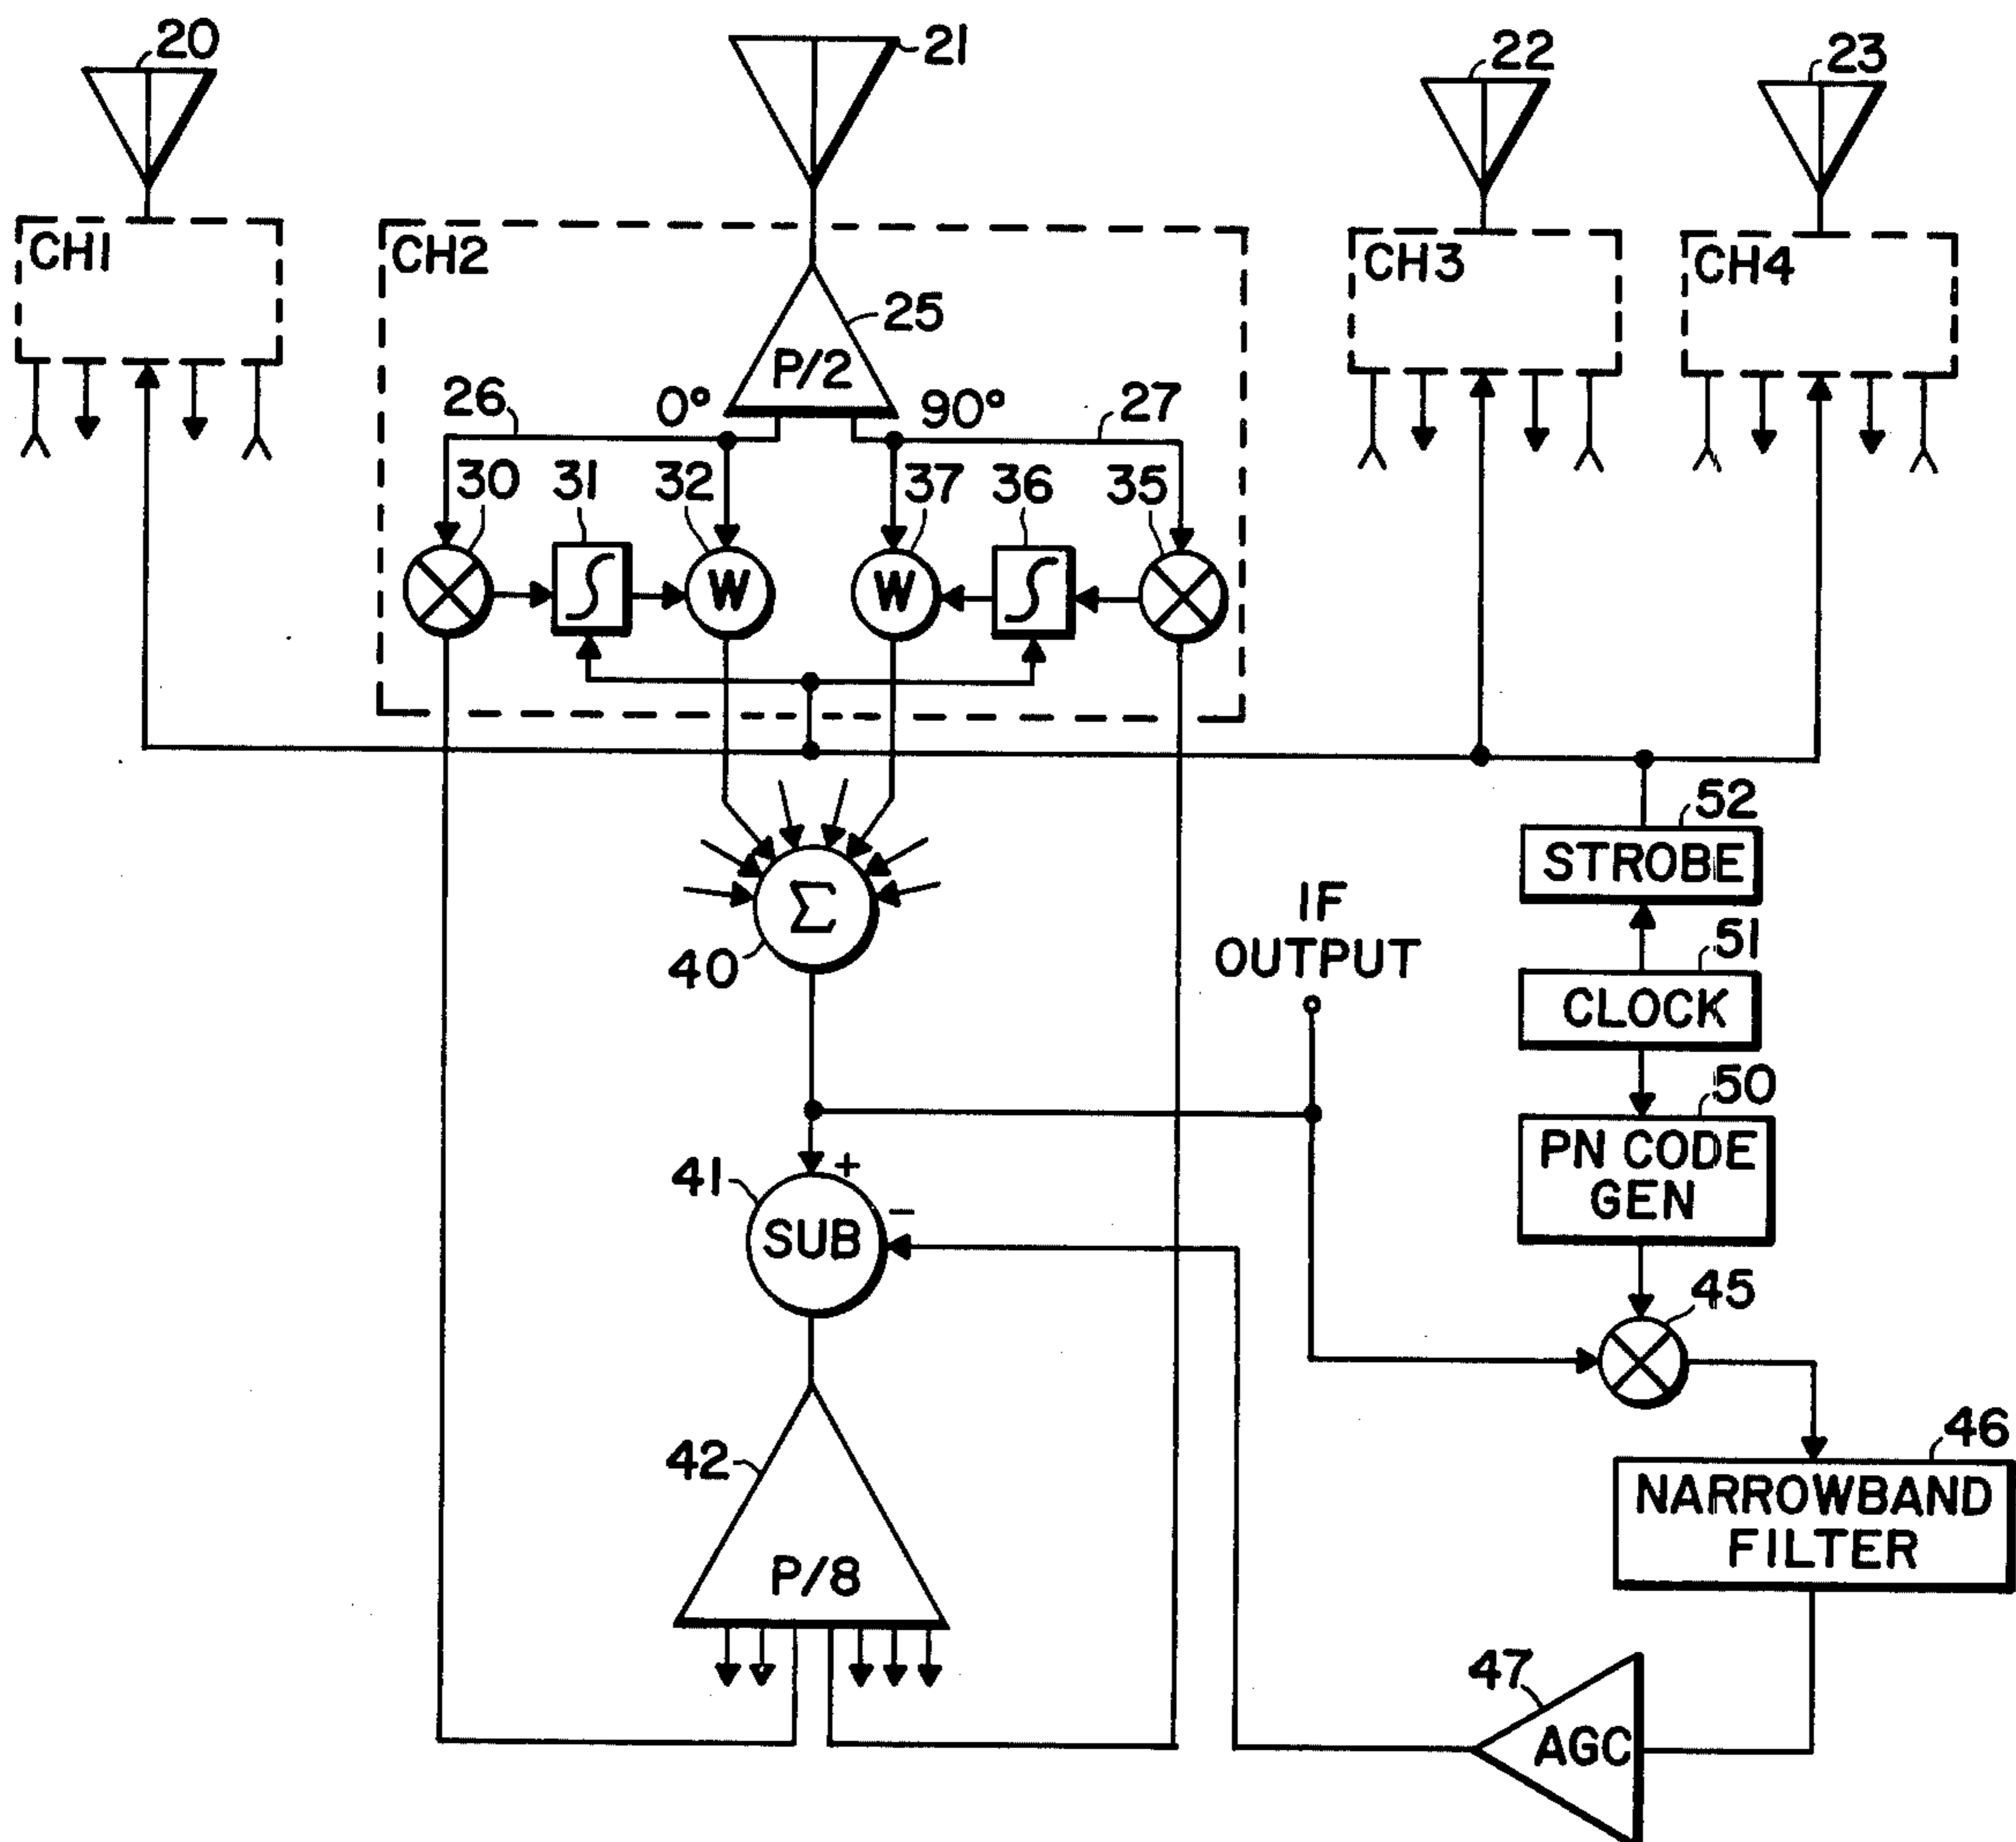 20
21
22
23
CH1
CH2
CH3
CH4
25
P/2
26
0°
90°
27
30
31
32
37
36
35
∫
W
W
∫
52
STROBE
Σ
40
IF
OUTPUT
51
CLOCK
50
PN CODE
GEN
41
+
−
SUB
45
42
46
NARROWBAND
FILTER
P/8
47
AGC